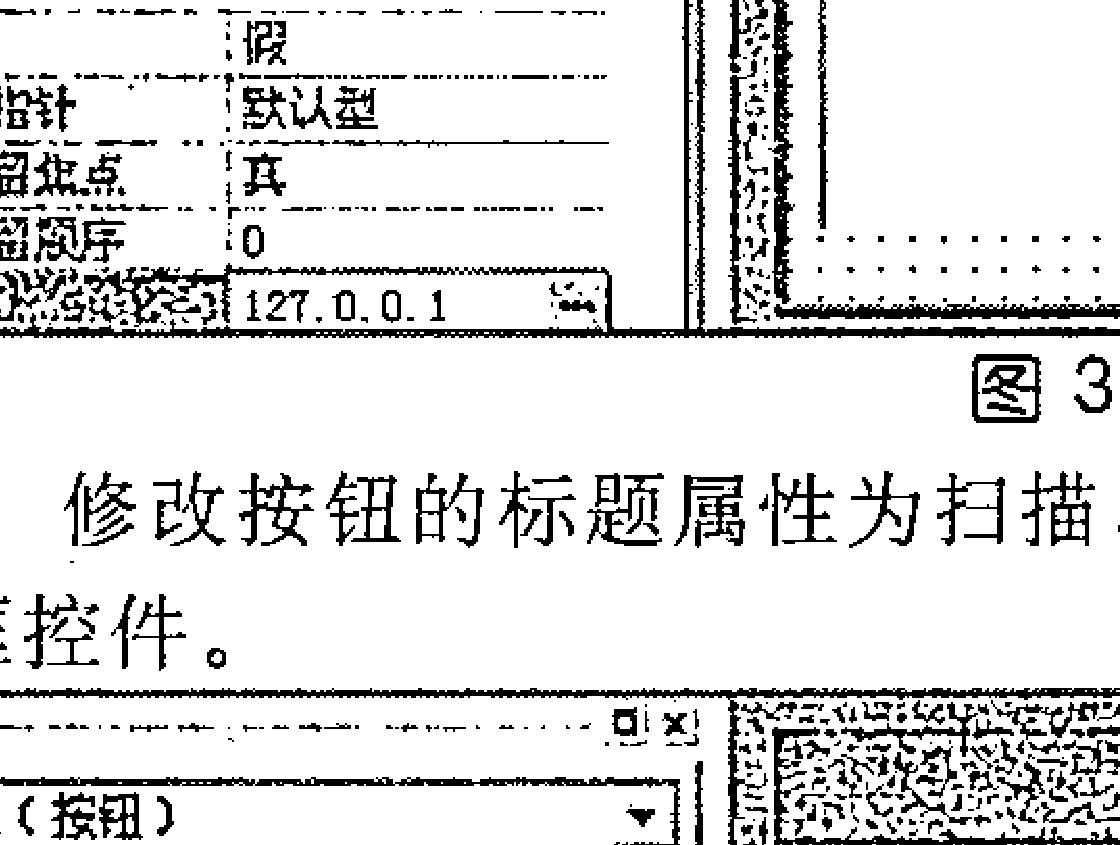 假
指针 默认型
留焦点 真
留顺序 0
127.0.0.1
图 3
修改按钮的标题属性为扫描
框控件。
(按钮)